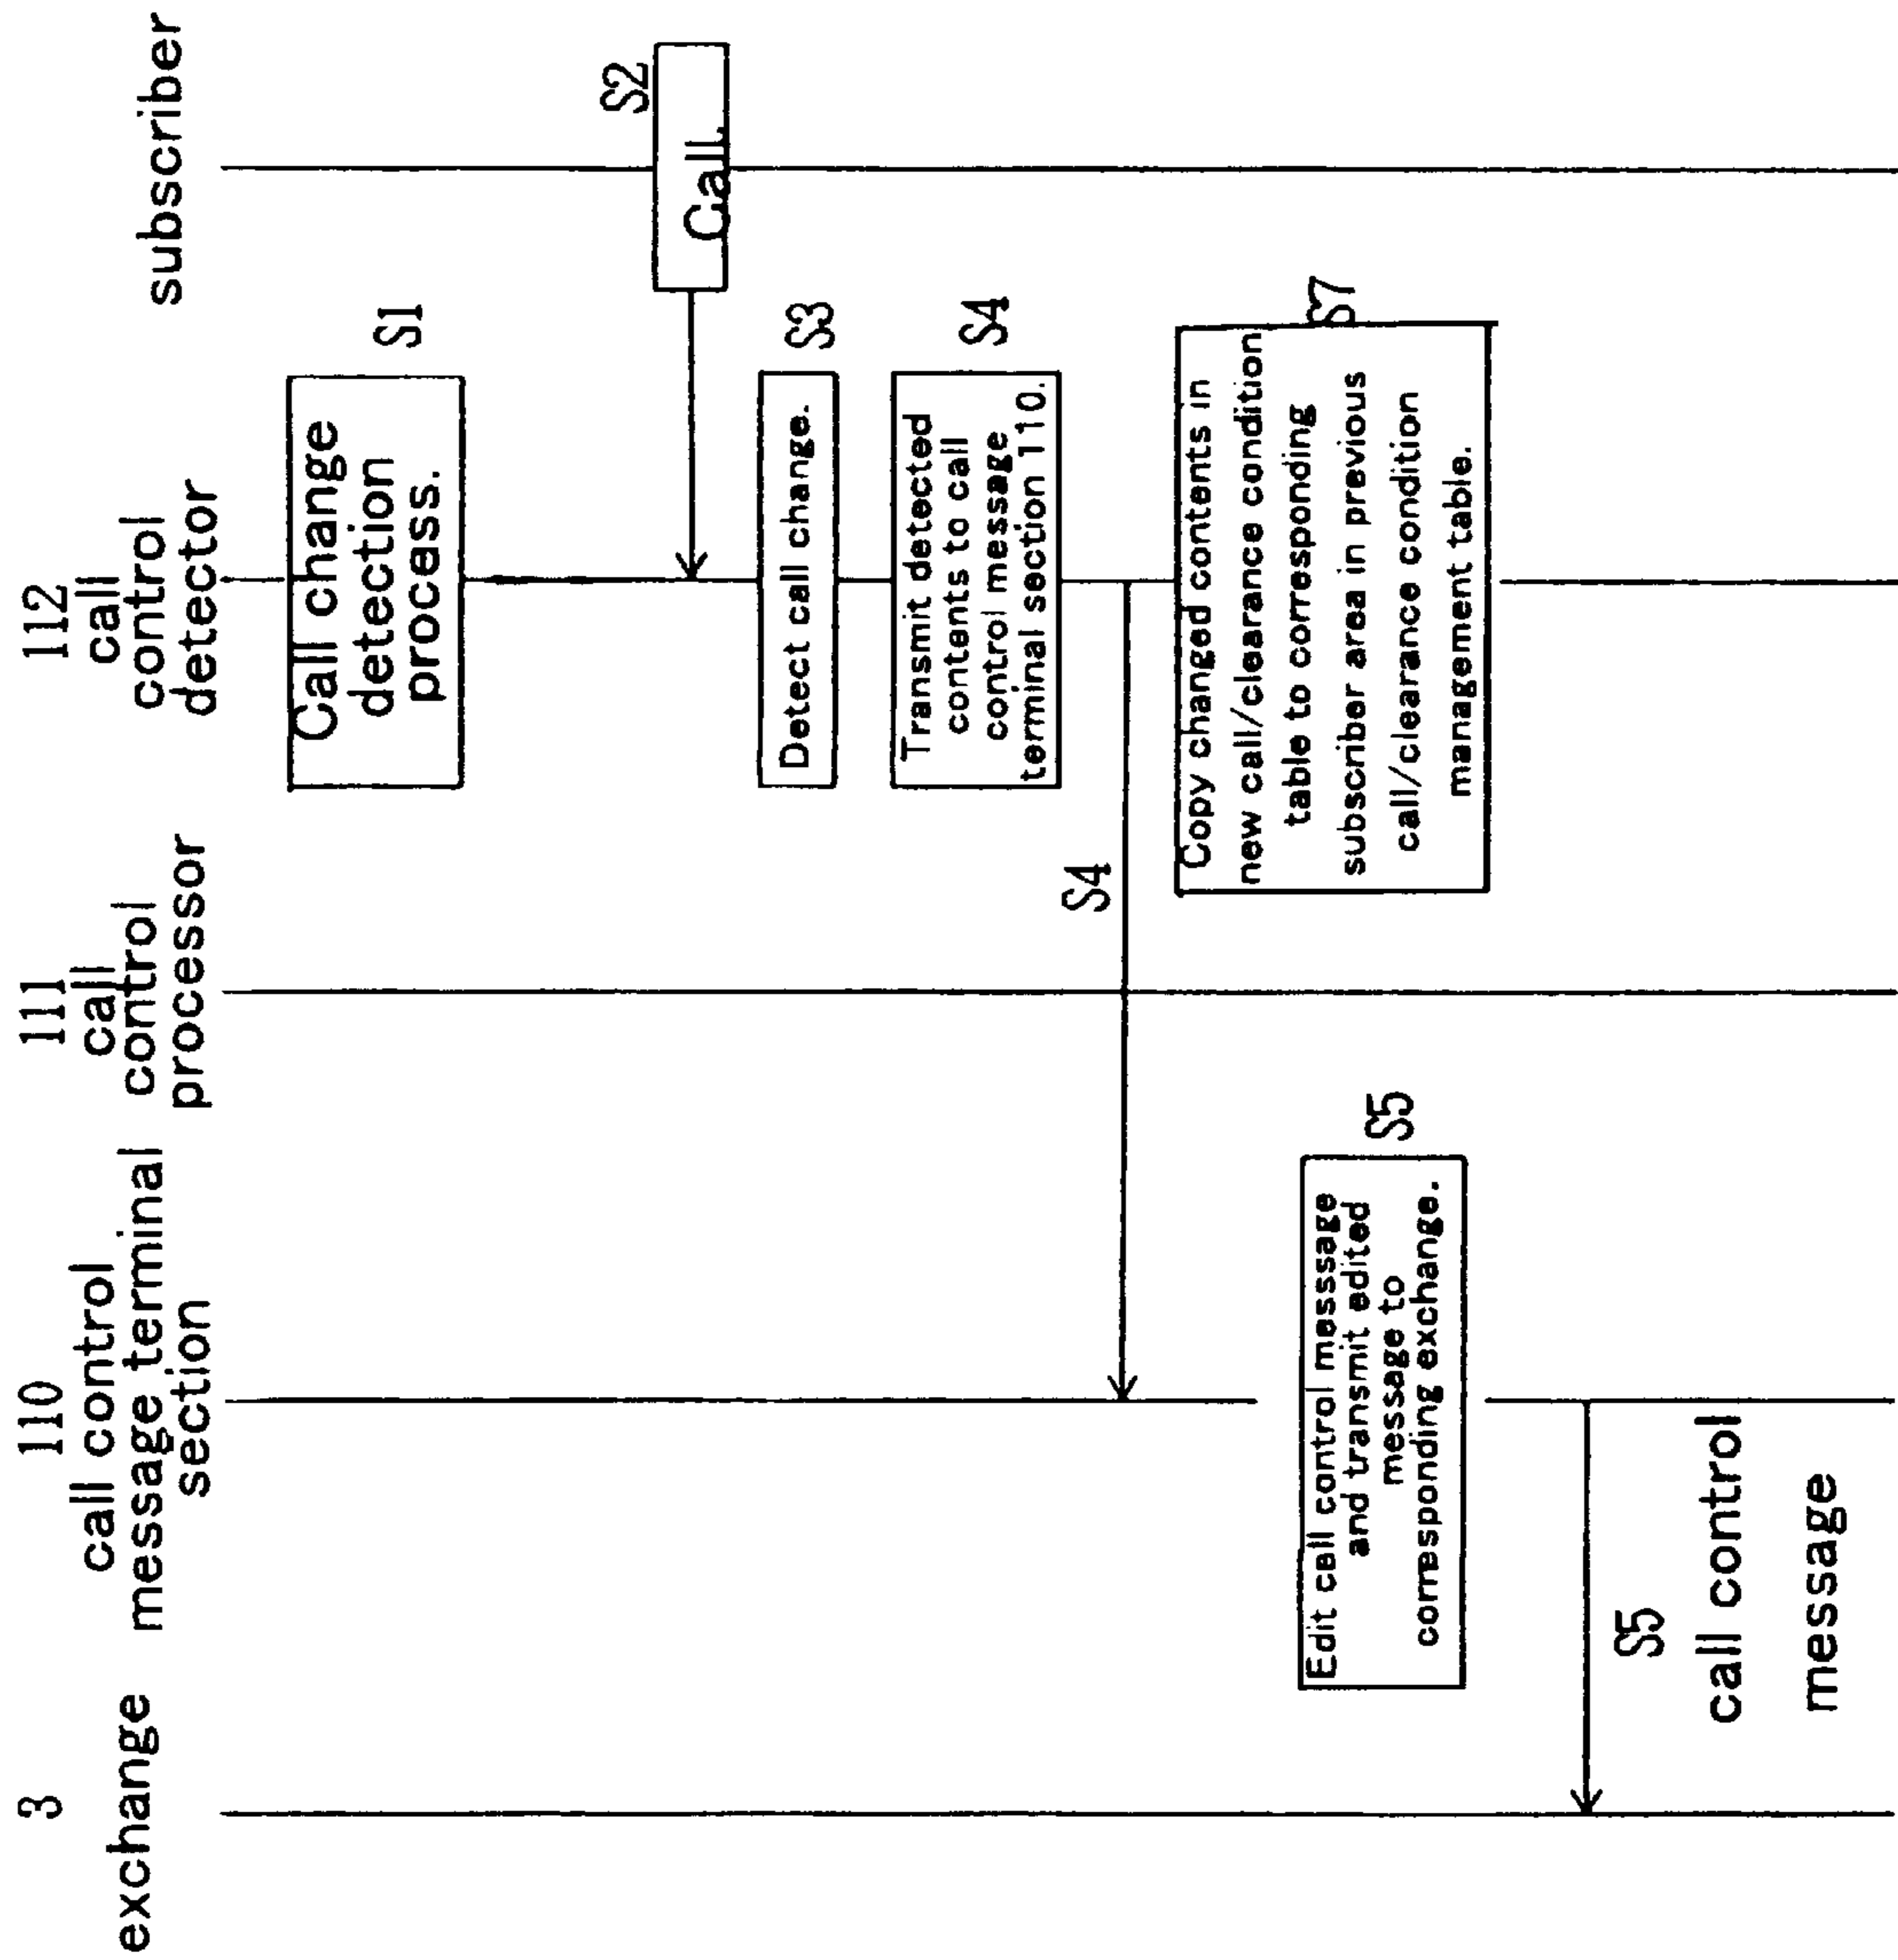 3
exchange
110
call control
message terminal
section
111
call
control
processor
112
call
control
detector
subscriber
Call change
detection
process.
S1
S2
Call.
Detect call change.
S3
Transmit detected
contents to call
control message
terminal section 110.
S4
S4
Copy changed contents in
new call/clearance condition
table to corresponding
subscriber area in previous
call/clearance condition
management table.
S7
Edit call control message
and transmit edited
message to
corresponding exchange.
S5
S5
call control
message